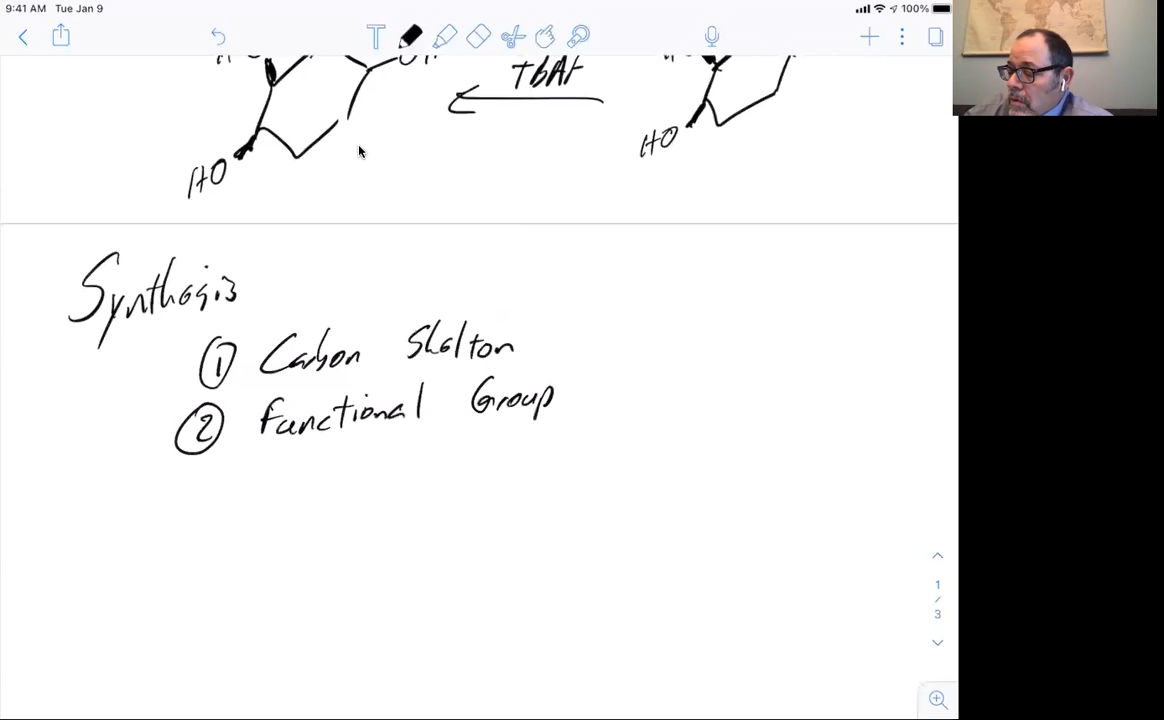 9:41 AM Tue Jan 9
100%
T
TbAF
HO
HO
Synthesis
① Carbon Skelton
② Functional Group
1
/
3